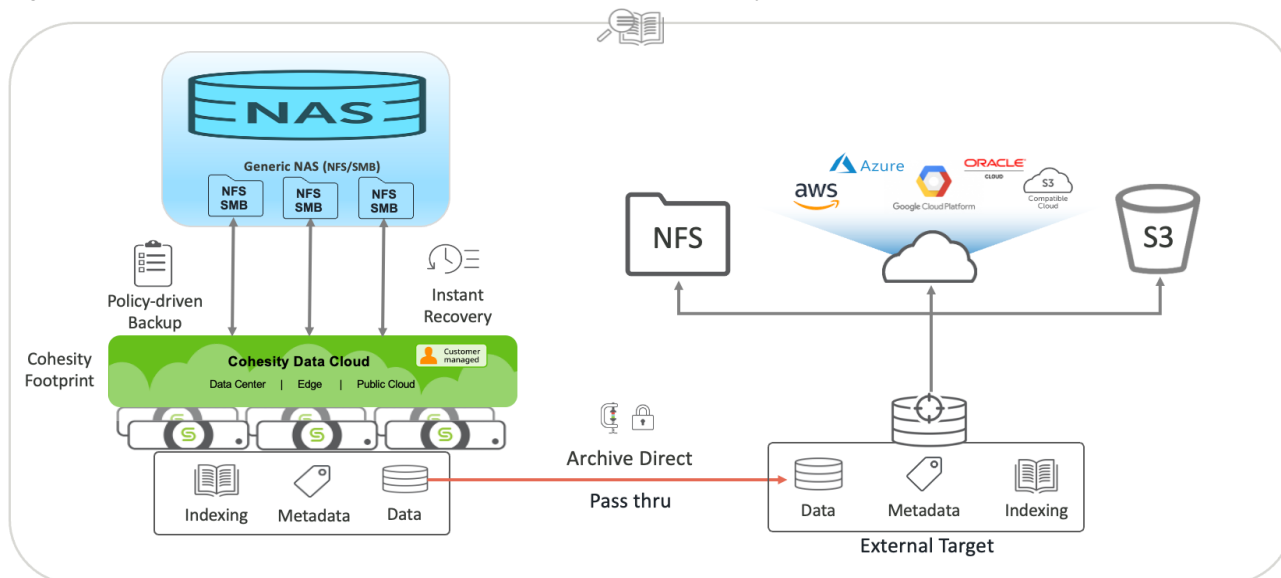 NAS
Generic NAS (NFS/SMB)
NFS
SMB
NFS
SMB
NFS
SMB
Policy-driven
Backup
Instant
Recovery
Cohesity
Footprint
Cohesity Data Cloud
Customer
managed
Data Center | Edge | Public Cloud
Indexing
Metadata
Data
Archive Direct
Pass thru
Azure
ORACLE
CLOUD
aws
Google Cloud Platform
S3
Compatible
Cloud
NFS
S3
Data
Metadata
Indexing
External Target